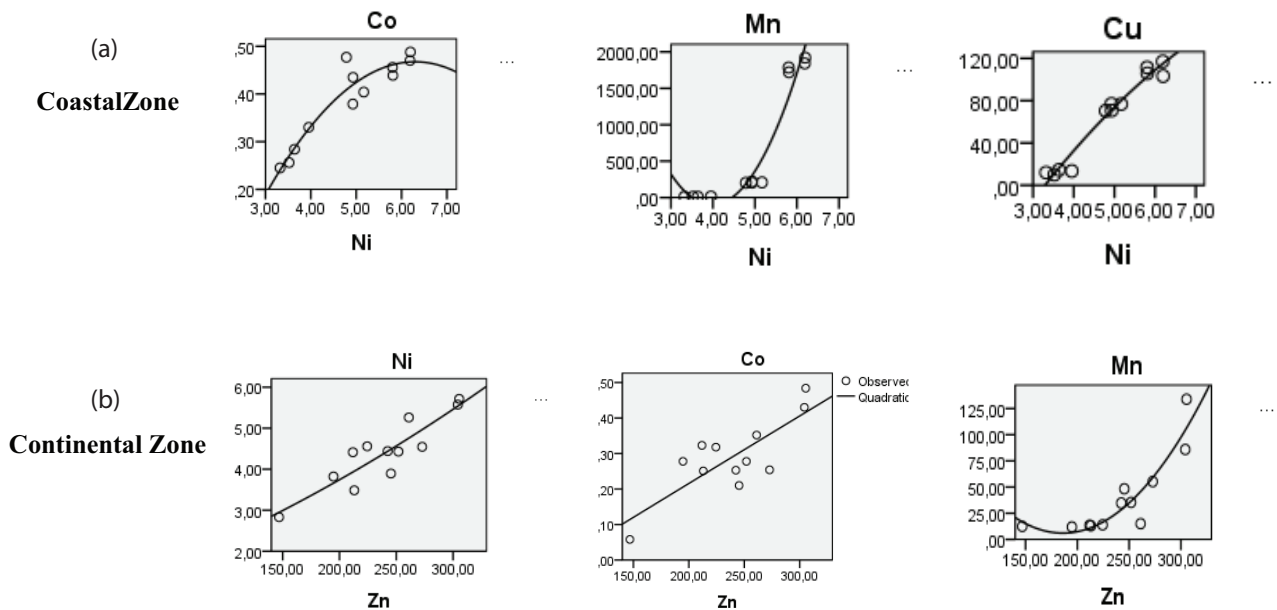 (a)
CoastalZone
Co
,50
,40
,30
,20
3,00 4,00 5,00 6,00 7,00
Ni
...
Mn
2000,00
1500,00
1000,00
500,00
,00
3,00 4,00 5,00 6,00 7,00
Ni
...
Cu
120,00
80,00
40,00
,00
3,00 4,00 5,00 6,00 7,00
Ni
...
(b)
Continental Zone
Ni
6,00
5,00
4,00
3,00
2,00
150,00 200,00 250,00 300,00
Zn
...
Co
,50
,40
,30
,20
,10
,00
150,00 200,00 250,00 300,00
Zn
Observec
Quadratic
Mn
125,00
100,00
75,00
50,00
25,00
,00
150,00 200,00 250,00 300,00
Zn
...